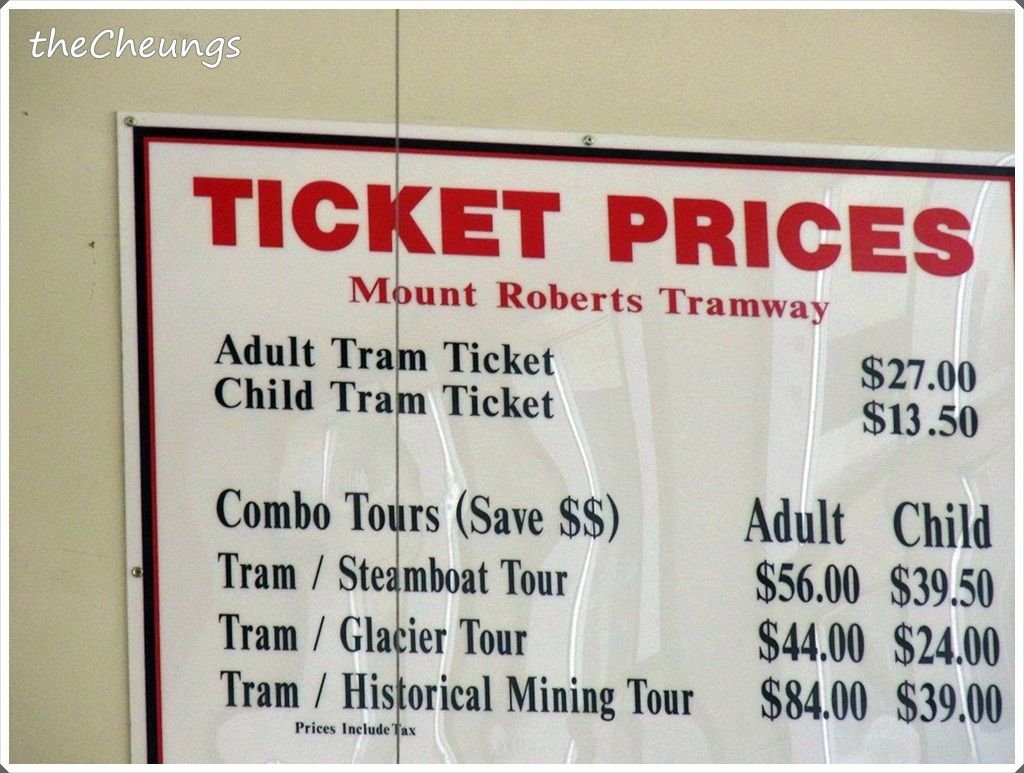 theCheungs
TICKET PRICES
Mount Roberts Tramway
Adult Tram Ticket $27.00
Child Tram Ticket $13.50
Combo Tours (Save $$) Adult Child
Tram / Steamboat Tour $56.00 $39.50
Tram / Glacier Tour $44.00 $24.00
Tram / Historical Mining Tour $84.00 $39.00
Prices Include Tax